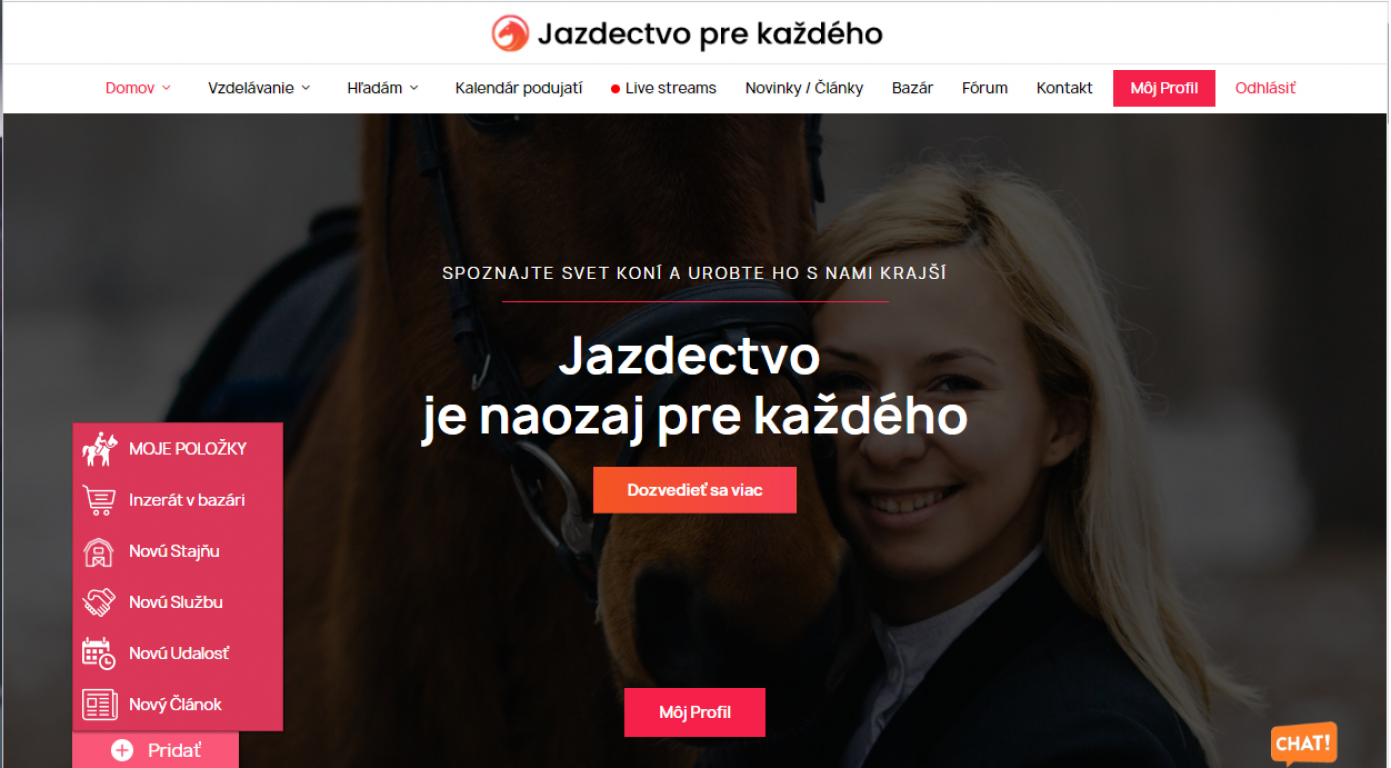 Jazdectvo pre každého
Domov Vzdelávanie Hľadám Kalendár podujatí Live streams Novinky / Články Bazár Fórum Kontakt Môj Profil Odhlásiť
SPOZNAJTE SVET KONÍ A UROBTE HO S NAMI KRAJŠÍ
Jazdectvo
je naozaj pre každého
Dozvedieť sa viac
MOJE POLOŽKY
Inzerát v bazári
Novú Stajňu
Novú Službu
Novú Udalosť
Nový Článok
Pridať
Môj Profil
CHAT!